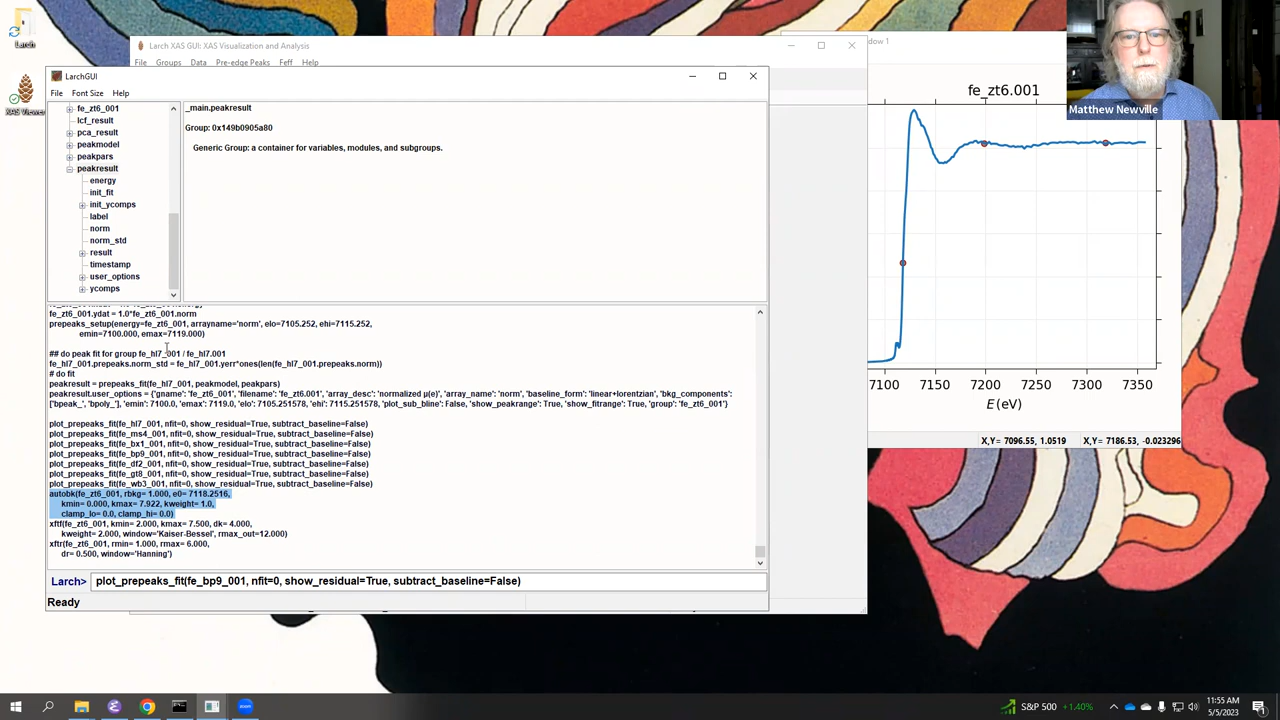 Larch
XAS Viewer
Larch XAS GUI: XAS Visualization and Analysis
File Groups Data Pre-edge Peaks Feff Help
LarchGUI
File Font Size Help
fe_zt6_001
lcf_result
pca_result
peakmodel
peakpars
peakresult
energy
init_fit
init_ycomps
label
norm
norm_std
result
timestamp
user_options
ycomps
_main.peakresult
Group: 0x149b0905a80
Generic Group: a container for variables, modules, and subgroups.
fe_zt6_001.ydat = 1.0*fe_zt6_001.norm
prepeaks_setup(energy=fe_zt6_001, arrayname='norm', elo=7105.252, ehi=7115.252,
emin=7100.000, emax=7119.000)
## do peak fit for group fe_hl7_001 / fe_hl7.001
fe_hl7_001.prepeaks.norm_std = fe_hl7_001.yerr*ones(len(fe_hl7_001.prepeaks.norm))
# do fit
peakresult = prepeaks_fit(fe_hl7_001, peakmodel, peakpars)
peakresult.user_options = {'gname': 'fe_zt6_001', 'filename': 'fe_zt6.001', 'array_desc': 'normalized μ(e)', 'array_name': 'norm', 'baseline_form': 'linear+lorentzian', 'bkg_components':
['bpeak_', 'bpoly_'], 'emin': 7100.0, 'emax': 7119.0, 'elo': 7105.251578, 'ehi': 7115.251578, 'plot_sub_bline': False, 'show_peakrange': True, 'show_fitrange': True, 'group': 'fe_zt6_001'}
plot_prepeaks_fit(fe_hl7_001, nfit=0, show_residual=True, subtract_baseline=False)
plot_prepeaks_fit(fe_ms4_001, nfit=0, show_residual=True, subtract_baseline=False)
plot_prepeaks_fit(fe_bx1_001, nfit=0, show_residual=True, subtract_baseline=False)
plot_prepeaks_fit(fe_bp9_001, nfit=0, show_residual=True, subtract_baseline=False)
plot_prepeaks_fit(fe_df2_001, nfit=0, show_residual=True, subtract_baseline=False)
plot_prepeaks_fit(fe_gt8_001, nfit=0, show_residual=True, subtract_baseline=False)
plot_prepeaks_fit(fe_wb3_001, nfit=0, show_residual=True, subtract_baseline=False)
autobk(fe_zt6_001, rbkg= 1.000, e0= 7118.2516,
kmin= 0.000, kmax= 7.922, kweight= 1.0,
clamp_lo= 0.0, clamp_hi= 0.0)
xftf(fe_zt6_001, kmin= 2.000, kmax= 7.500, dk= 4.000,
kweight= 2.000, window='Kaiser-Bessel', rmax_out=12.000)
xftr(fe_zt6_001, rmin= 1.000, rmax= 6.000,
dr= 0.500, window='Hanning')
Larch> plot_prepeaks_fit(fe_bp9_001, nfit=0, show_residual=True, subtract_baseline=False)
Ready
dow 1
fe_zt6.001
7100 7150 7200 7250 7300 7350
E (eV)
X,Y= 7096.55, 1.0519 X,Y= 7186.53, -0.023296
Matthew Newville
S&P 500 +1.40%
11:55 AM
5/5/2023